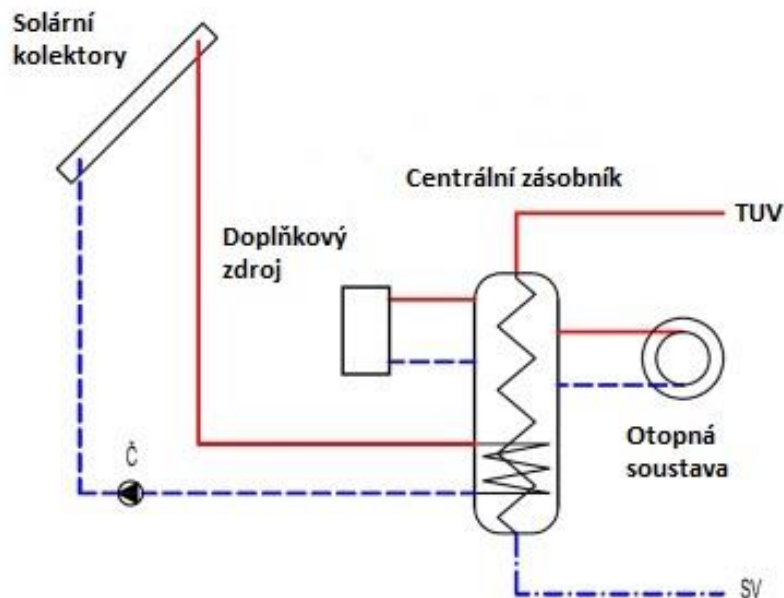 Solární
kolektory
Centrální zásobník
TUV
Doplňkový
zdroj
Otopná
soustava
Č
SV